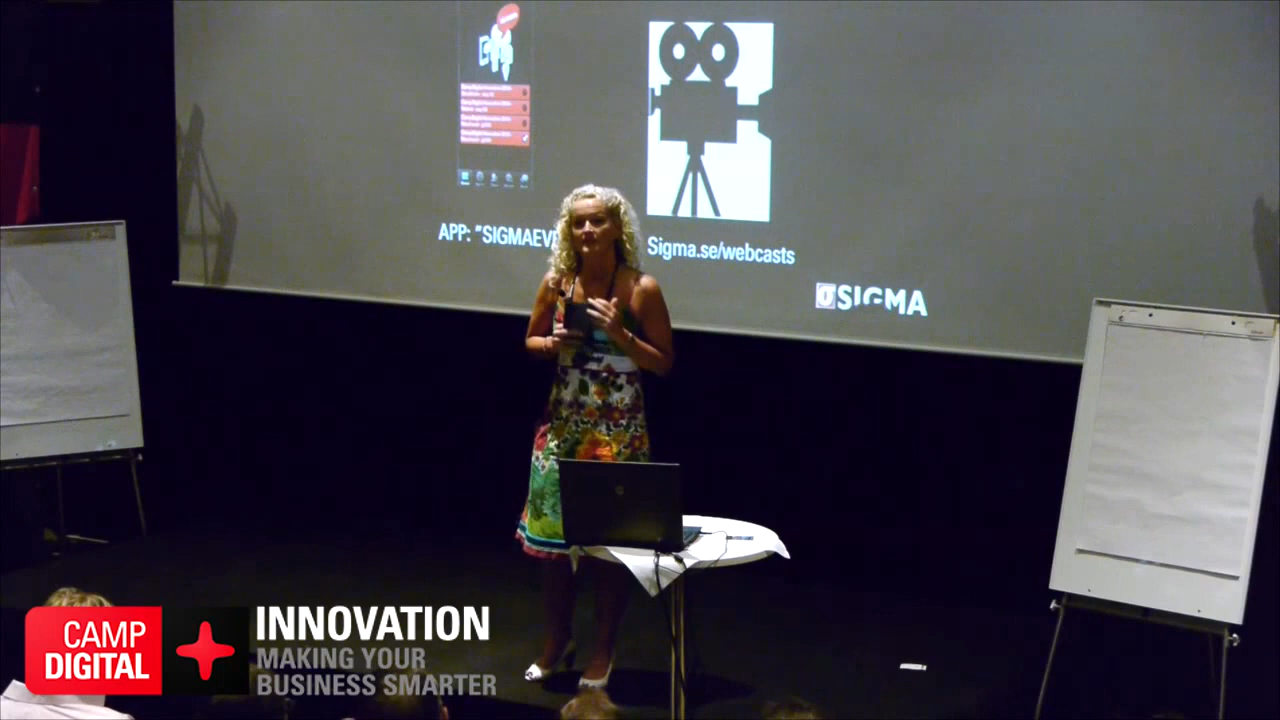 APP: "SIGMAEV
Sigma.se/webcasts
SIGMA
CAMP
DIGITAL
INNOVATION
MAKING YOUR
BUSINESS SMARTER